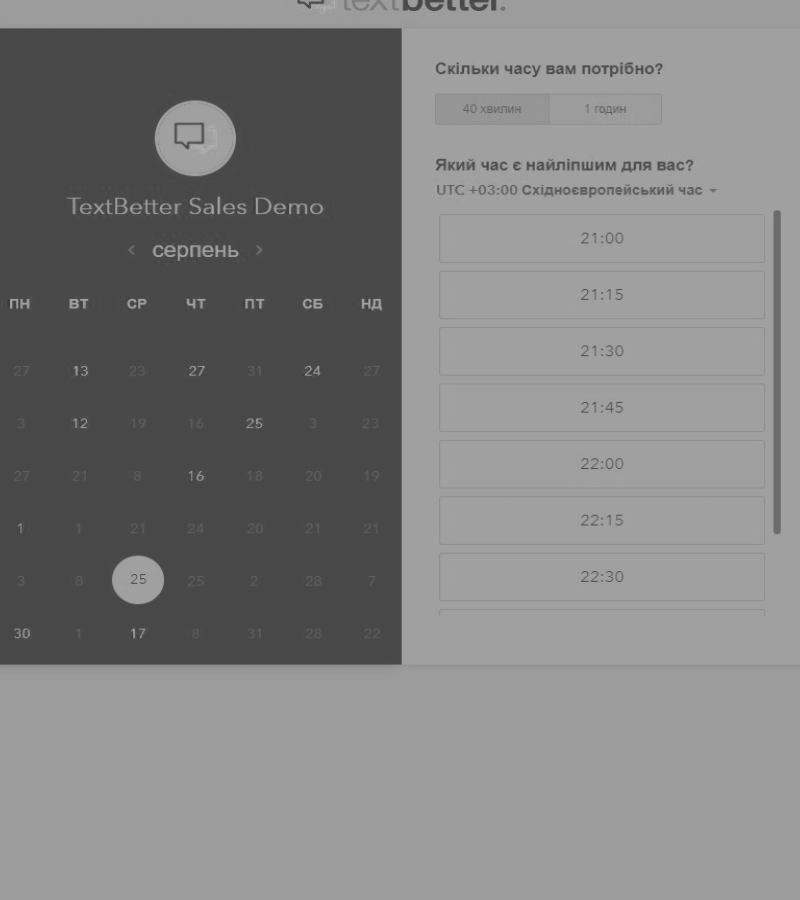 textbetter.
TextBetter Sales Demo
серпень
ПН ВТ СР ЧТ ПТ СБ НД
27 13 23 27 31 24 27
3 12 19 16 25 3 23
27 21 8 16 18 20 19
1 1 21 24 20 21 21
3 8 25 25 2 28 7
30 1 17 8 31 28 22
Скільки часу вам потрібно?
40 хвилин 1 годин
Який час є найліпшим для вас?
UTC +03:00 Східноєвропейський час
21:00
21:15
21:30
21:45
22:00
22:15
22:30